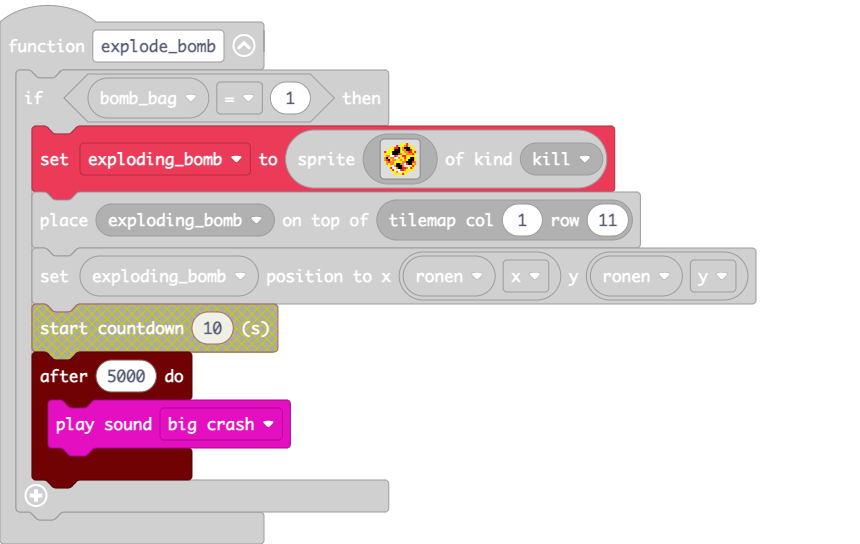 function explode_bomb
if bomb_bag = 1 then
set exploding_bomb to sprite of kind kill
place exploding_bomb on top of tilemap col 1 row 11
set exploding_bomb position to x ronen x y ronen y
start countdown 10 (s)
after 5000 do
play sound big crash